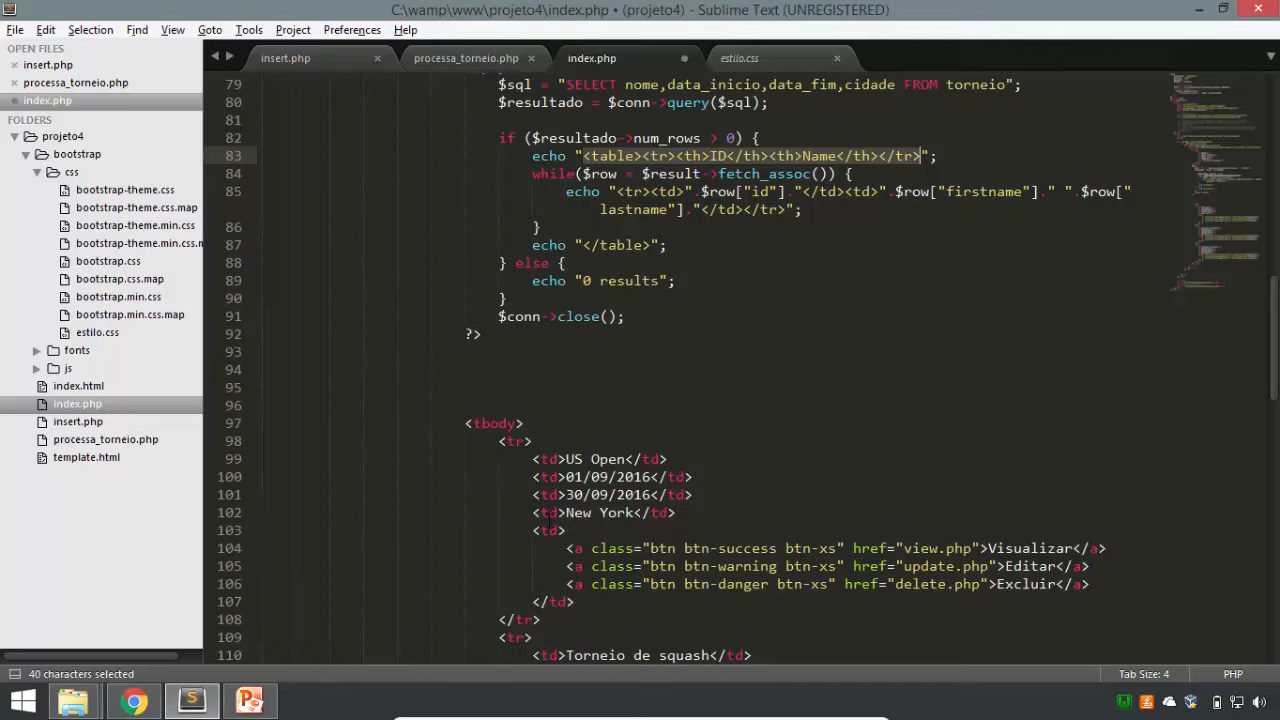 C:\wamp\www\projeto4\index.php • (projeto4) - Sublime Text (UNREGISTERED)
File Edit Selection Find View Goto Tools Project Preferences Help
OPEN FILES
insert.php
processa_torneio.php
index.php
FOLDERS
projeto4
bootstrap
css
bootstrap-theme.css
bootstrap-theme.css.map
bootstrap-theme.min.css
bootstrap-theme.min.css.m
bootstrap.css
bootstrap.css.map
bootstrap.min.css
bootstrap.min.css.map
estilo.css
fonts
js
index.html
index.php
insert.php
processa_torneio.php
template.html
insert.php processa_torneio.php index.php estilo.css
79 $sql = "SELECT nome,data_inicio,data_fim,cidade FROM torneio";
80 $resultado = $conn->query($sql);
81
82 if ($resultado->num_rows > 0) {
83 echo "<table><tr><th>ID</th><th>Name</th></tr>";
84 while($row = $result->fetch_assoc()) {
85 echo "<tr><td>".$row["id"]."</td><td>".$row["firstname"]." ".$row["
lastname"]."</td></tr>";
86 }
87 echo "</table>";
88 } else {
89 echo "0 results";
90 }
91 $conn->close();
92 ?>
93
94
95
96
97 <tbody>
98 <tr>
99 <td>US Open</td>
100 <td>01/09/2016</td>
101 <td>30/09/2016</td>
102 <td>New York</td>
103 <td>
104 <a class="btn btn-success btn-xs" href="view.php">Visualizar</a>
105 <a class="btn btn-warning btn-xs" href="update.php">Editar</a>
106 <a class="btn btn-danger btn-xs" href="delete.php">Excluir</a>
107 </td>
108 </tr>
109 <tr>
110 <td>Torneio de squash</td>
40 characters selected Tab Size: 4 PHP